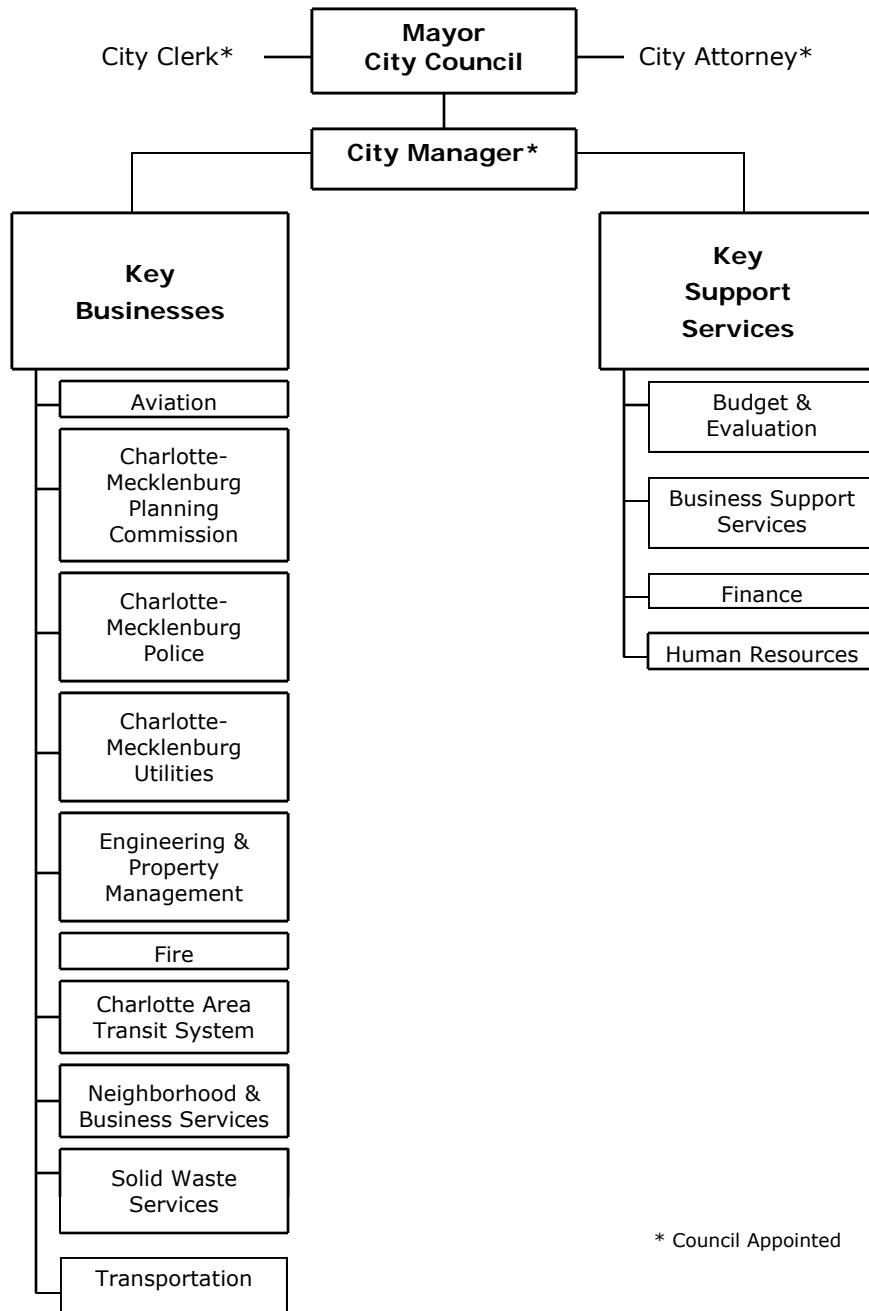 Mayor
City Council
City Clerk*
City Attorney*
City Manager*
Key
Businesses
Aviation
Charlotte-
Mecklenburg
Planning
Commission
Charlotte-
Mecklenburg
Police
Charlotte-
Mecklenburg
Utilities
Engineering &
Property
Management
Fire
Charlotte Area
Transit System
Neighborhood &
Business Services
Solid Waste
Services
Transportation
Key
Support
Services
Budget &
Evaluation
Business Support
Services
Finance
Human Resources
* Council Appointed